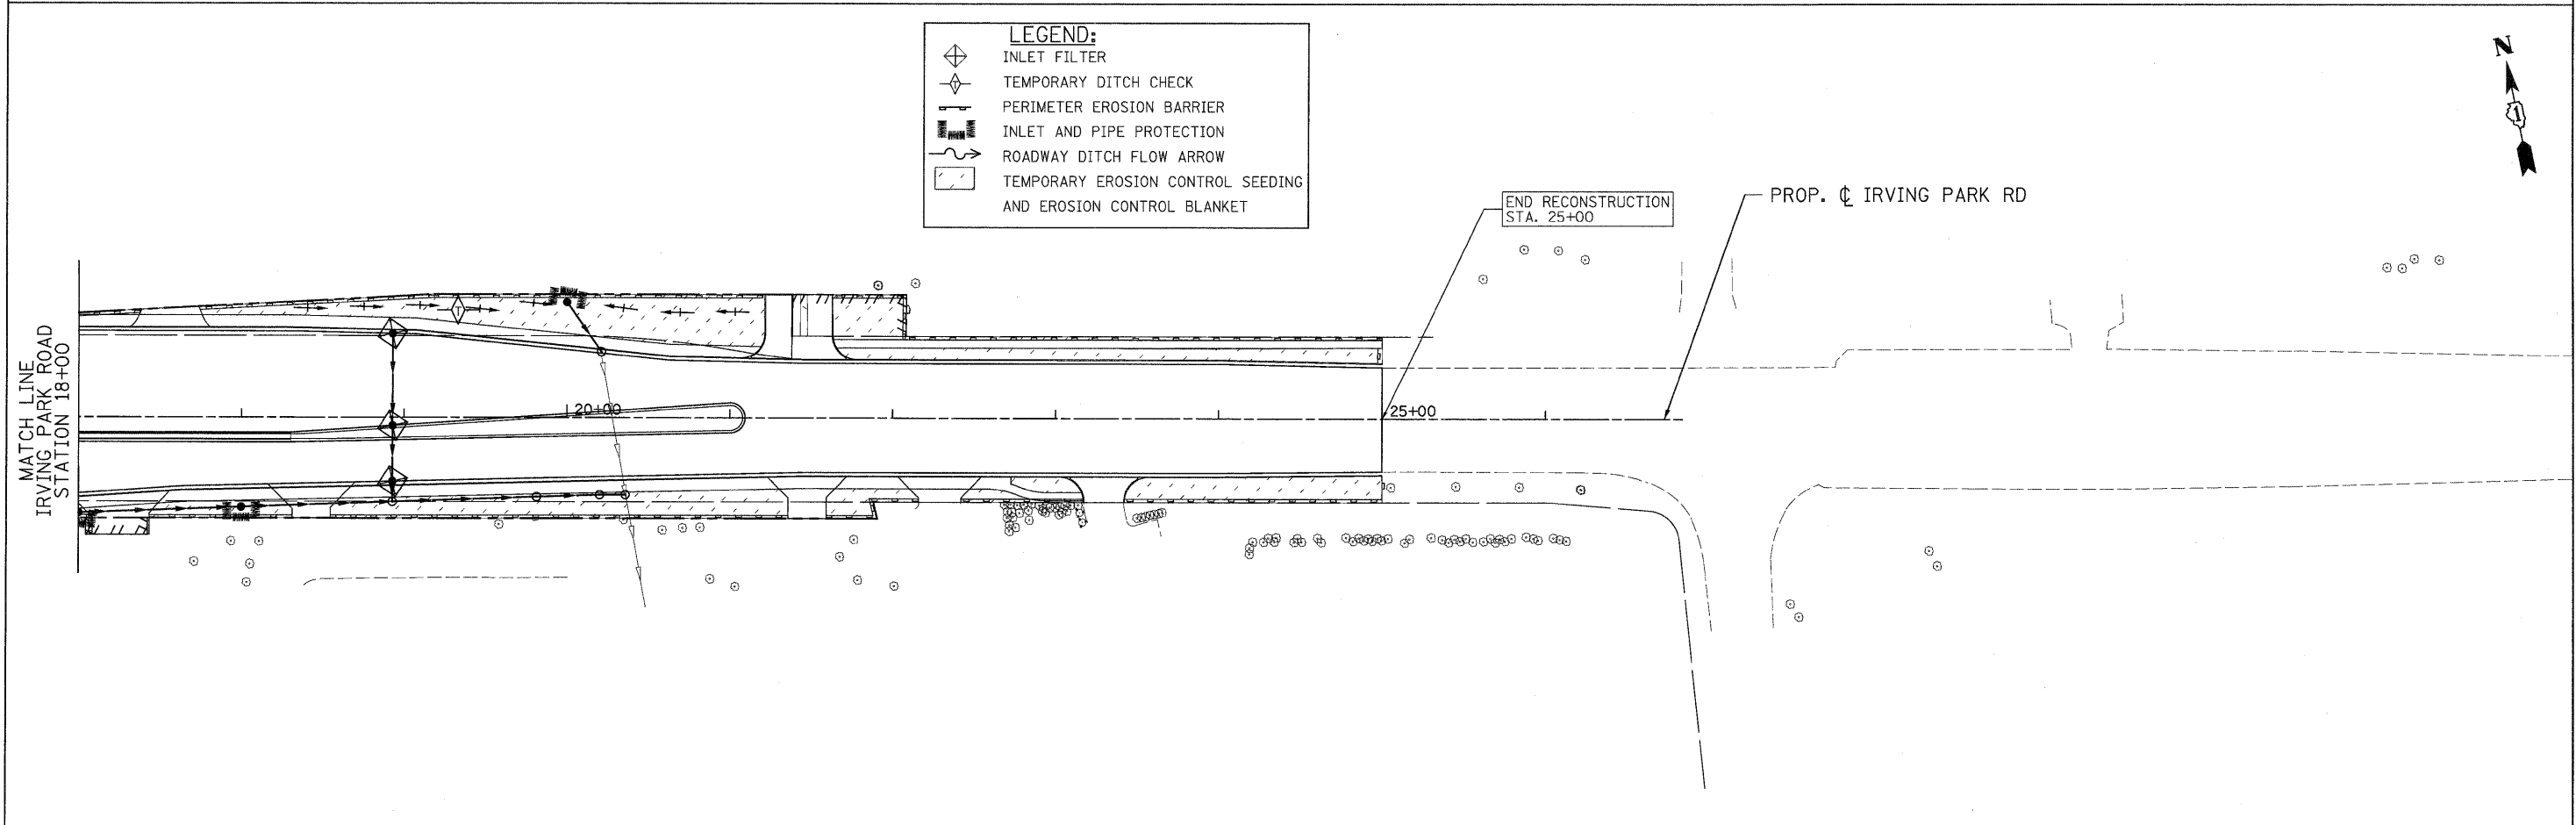 LEGEND:
INLET FILTER
T
TEMPORARY DITCH CHECK
PERIMETER EROSION BARRIER
INLET AND PIPE PROTECTION
ROADWAY DITCH FLOW ARROW
TEMPORARY EROSION CONTROL SEEDING
AND EROSION CONTROL BLANKET
N
1
END RECONSTRUCTION
STA. 25+00
PROP. ℄ IRVING PARK RD
MATCH LINE
IRVING PARK ROAD
STATION 18+00
T
20+00
25+00